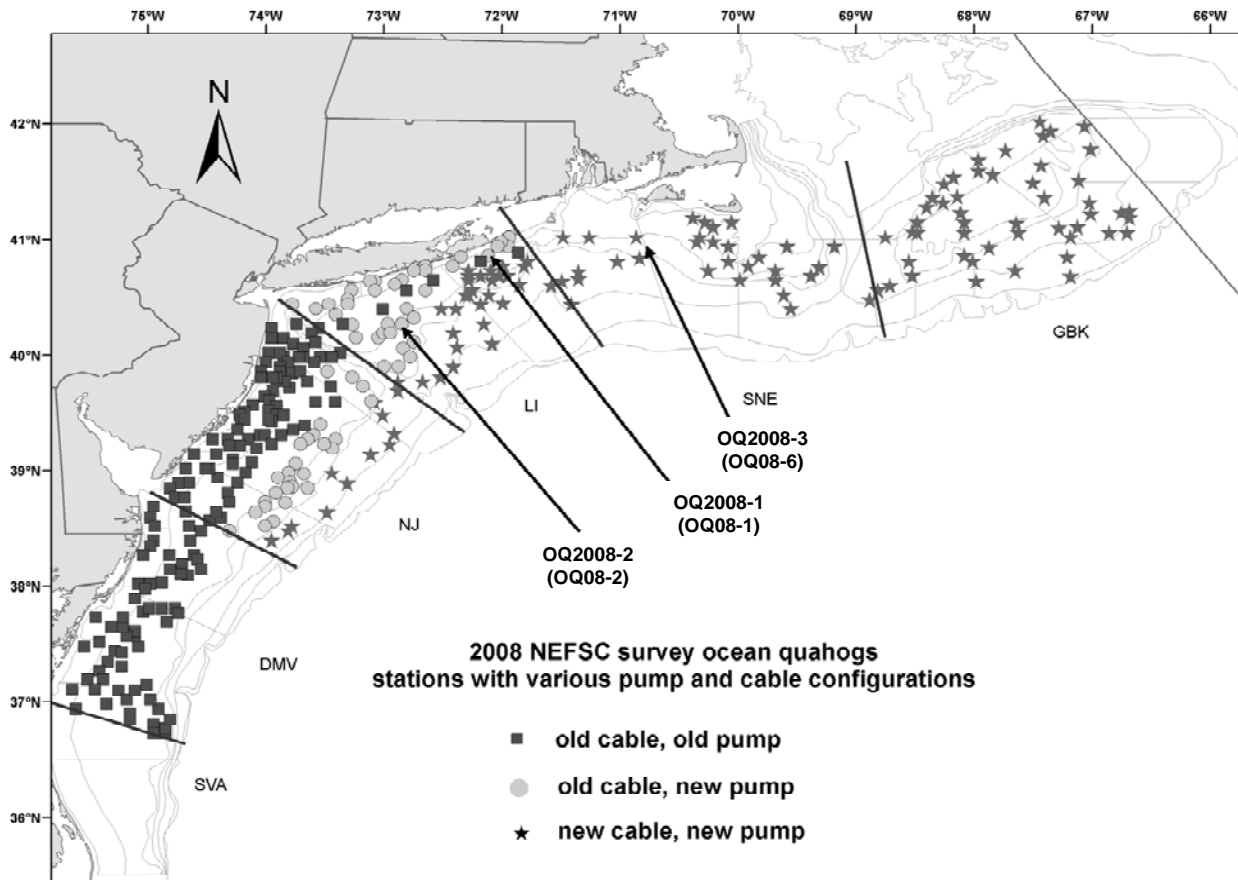 75°W 74°W 73°W 72°W 71°W 70°W 69°W 68°W 67°W 66°W
N
42°N
41°N
40°N
39°N
38°N
37°N
36°N
GBK
SNE
LI
NJ
DMV
SVA
OQ2008-3
(OQ08-6)
OQ2008-1
(OQ08-1)
OQ2008-2
(OQ08-2)
2008 NEFSC survey ocean quahogs
stations with various pump and cable configurations
old cable, old pump
old cable, new pump
new cable, new pump